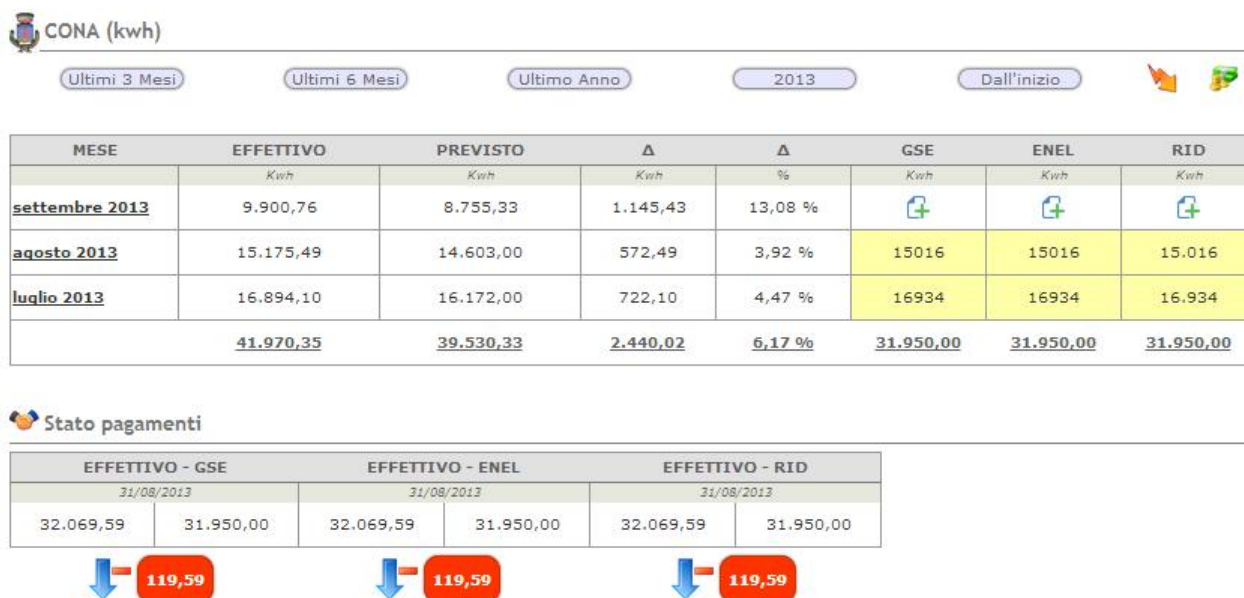 CONA (kwh)
Ultimi 3 Mesi Ultimi 6 Mesi Ultimo Anno 2013 Dall'inizio
MESE EFFETTIVO PREVISTO Δ Δ GSE ENEL RID
Kwh Kwh Kwh % Kwh Kwh Kwh
settembre 2013 9.900,76 8.755,33 1.145,43 13,08 %
agosto 2013 15.175,49 14.603,00 572,49 3,92 % 15016 15016 15.016
luglio 2013 16.894,10 16.172,00 722,10 4,47 % 16934 16934 16.934
41.970,35 39.530,33 2.440,02 6,17 % 31.950,00 31.950,00 31.950,00
Stato pagamenti
EFFETTIVO - GSE EFFETTIVO - ENEL EFFETTIVO - RID
31/08/2013 31/08/2013 31/08/2013
32.069,59 31.950,00 32.069,59 31.950,00 32.069,59 31.950,00
119,59 119,59 119,59